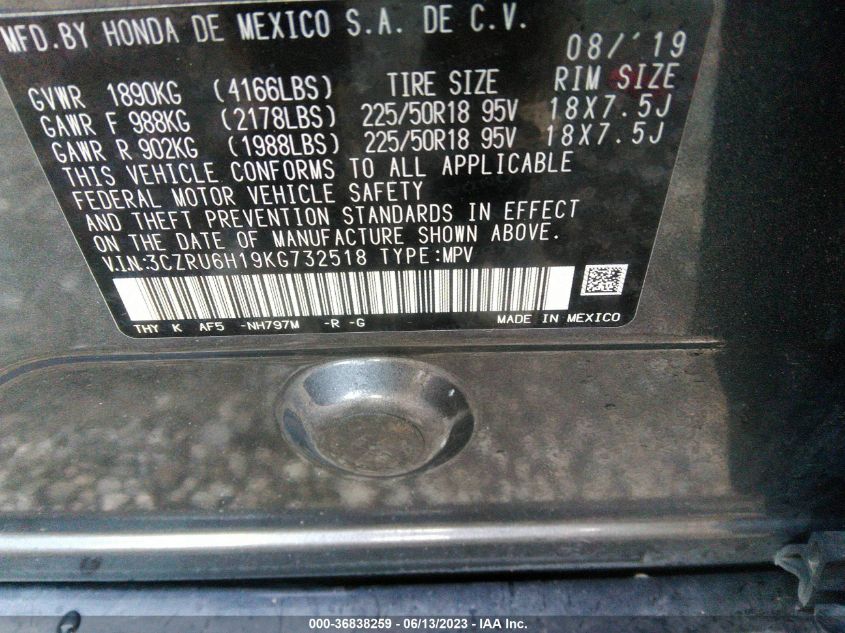 MFD.BY HONDA DE MEXICO S.A. DE C.V.
08/'19
GVWR 1890KG (4166LBS) TIRE SIZE RIM SIZE
GAWR F 988KG (2178LBS) 225/50R18 95V 18X7.5J
GAWR R 902KG (1988LBS) 225/50R18 95V 18X7.5J
THIS VEHICLE CONFORMS TO ALL APPLICABLE
FEDERAL MOTOR VEHICLE SAFETY
AND THEFT PREVENTION STANDARDS IN EFFECT
ON THE DATE OF MANUFACTURE SHOWN ABOVE.
V.I.N:3CZRU6H19KG732518 TYPE:MPV
THY K AF5 -NH797M -R -G MADE IN MEXICO
000-36838259 - 06/13/2023 - IAA Inc.